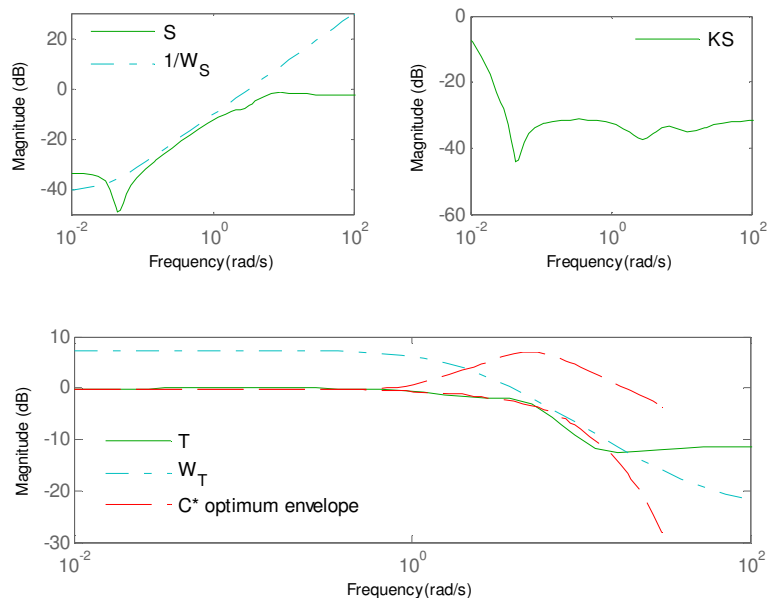 S
1/W_S
Magnitude (dB)
0
-20
-40
10^-2
10^0
10^2
Frequency(rad/s)
KS
Magnitude (dB)
0
-20
-40
-60
10^-2
10^0
10^2
Frequency(rad/s)
Magnitude (dB)
10
0
-10
-20
-30
T
W_T
C* optimum envelope
10^-2
10^0
10^2
Frequency(rad/s)